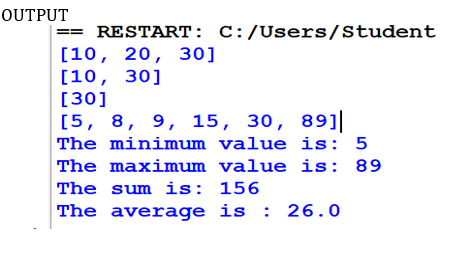 OUTPUT
== RESTART: C:/Users/Student
[10, 20, 30]
[10, 30]
[30]
[5, 8, 9, 15, 30, 89]
The minimum value is: 5
The maximum value is: 89
The sum is: 156
The average is : 26.0